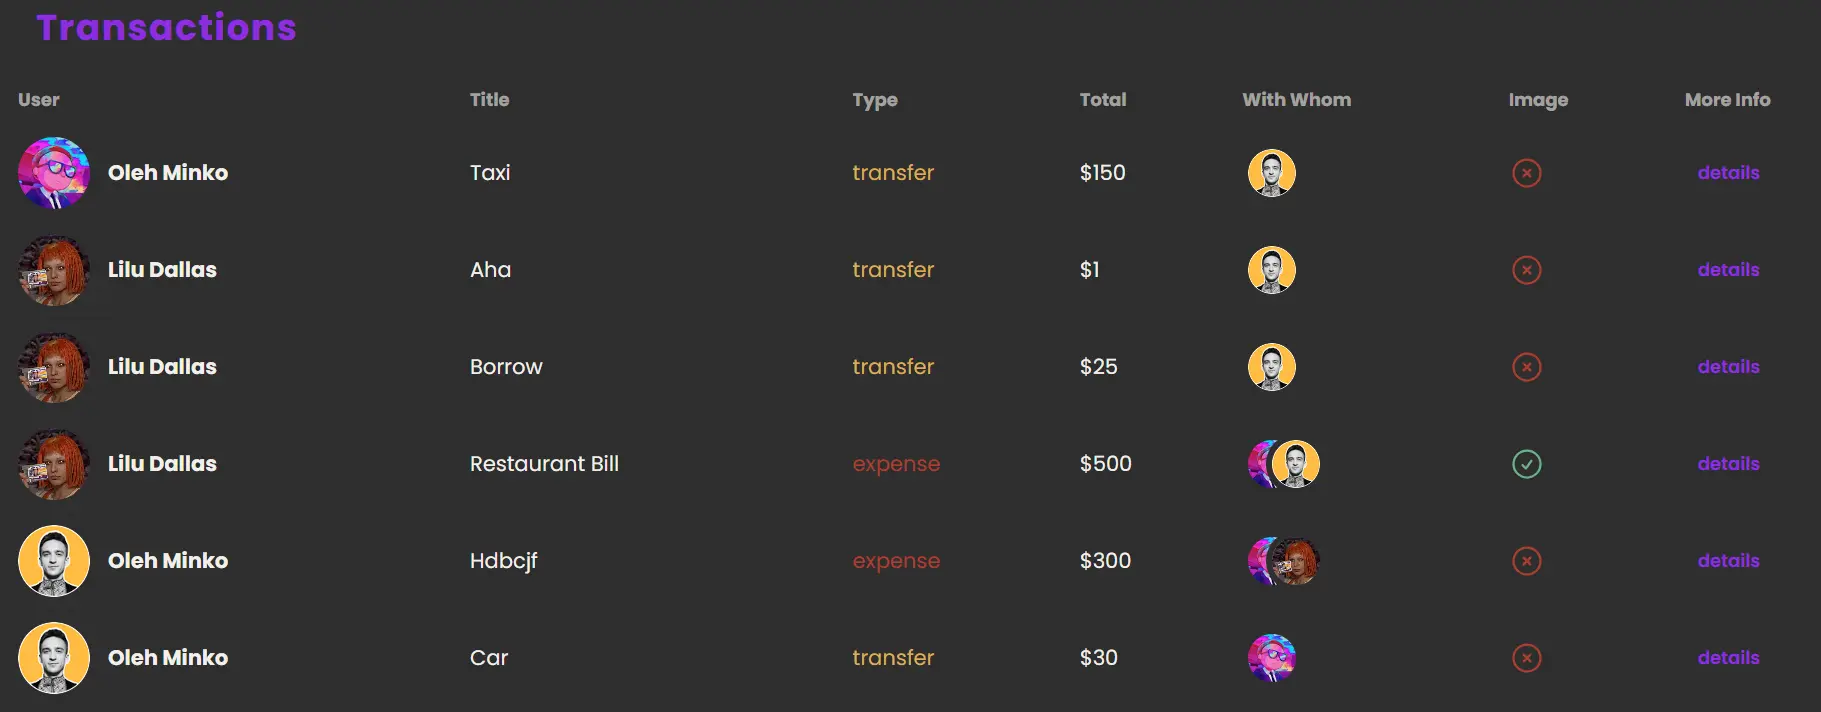 Transactions
User Title Type Total With Whom Image More Info
Oleh Minko Taxi transfer $150 details
Lilu Dallas Aha transfer $1 details
Lilu Dallas Borrow transfer $25 details
Lilu Dallas Restaurant Bill expense $500 details
Oleh Minko Hdbcjf expense $300 details
Oleh Minko Car transfer $30 details